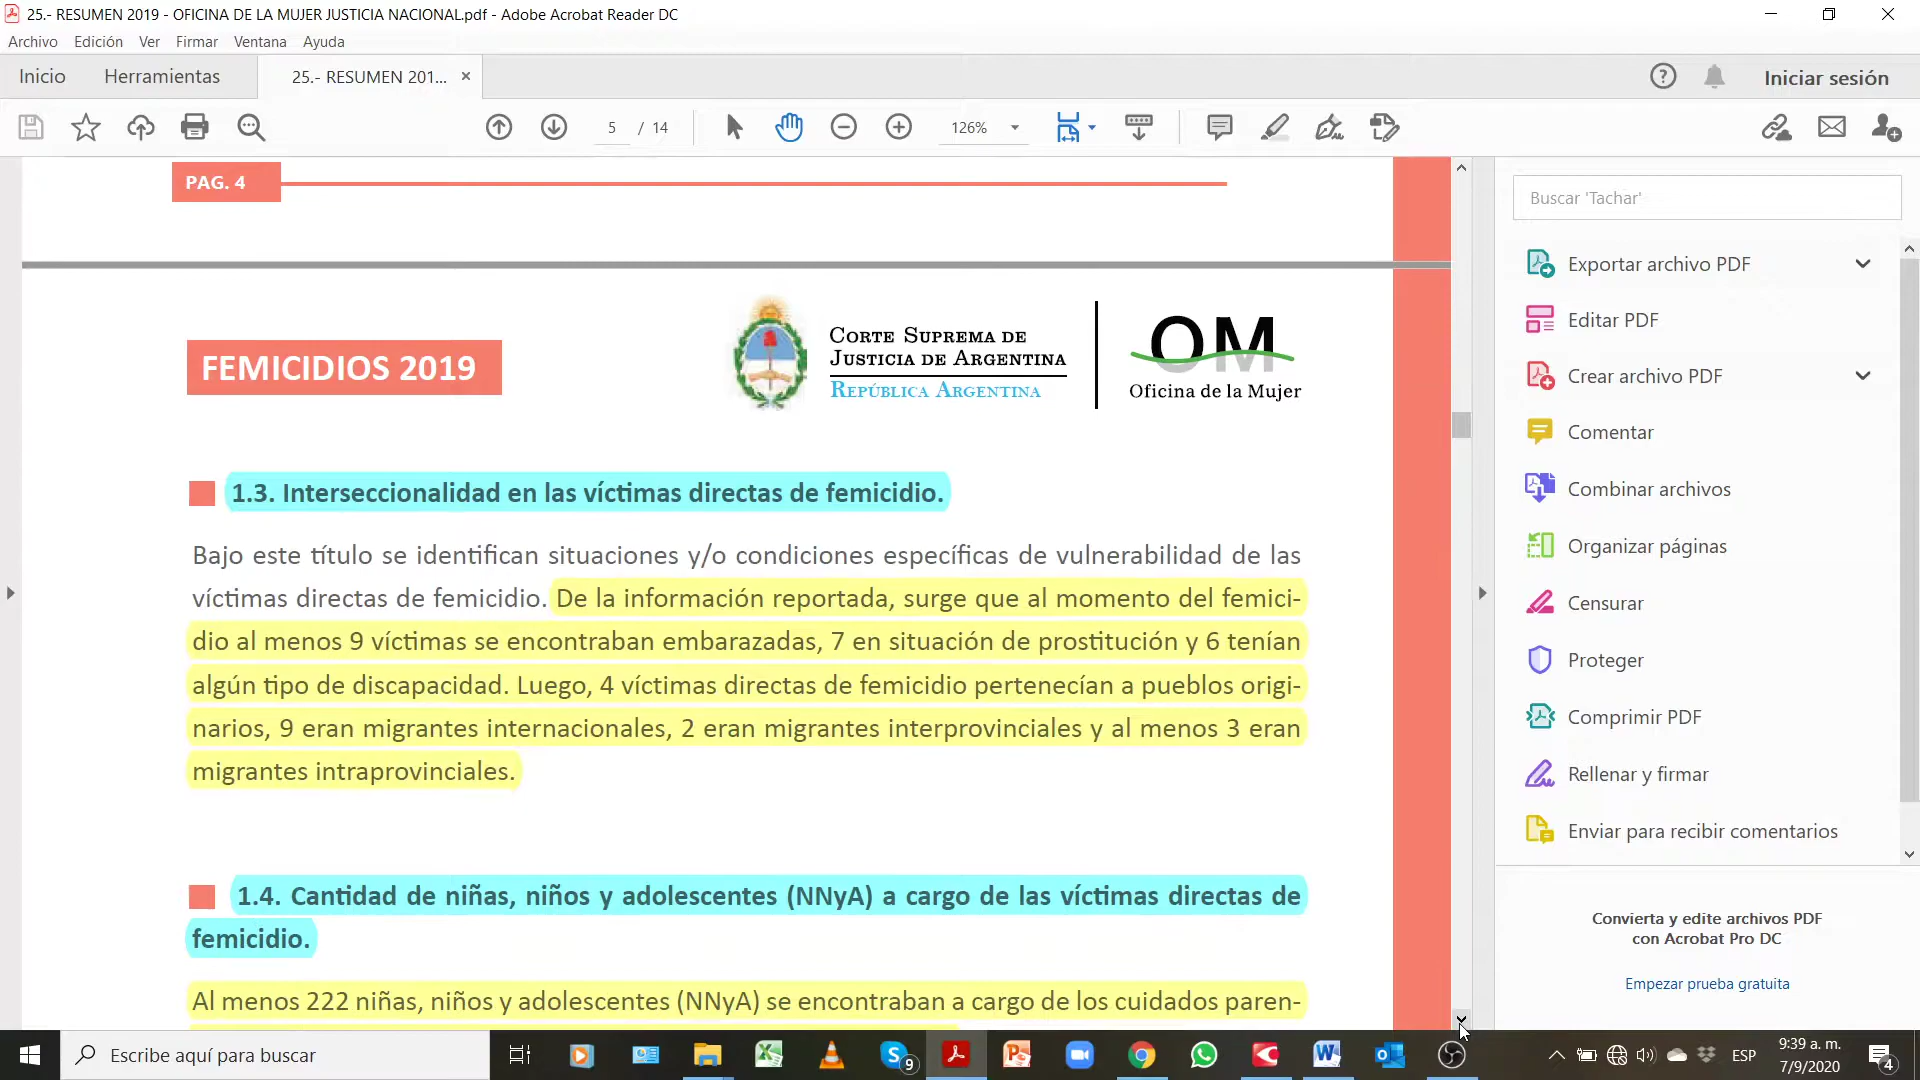 25.- RESUMEN 2019 - OFICINA DE LA MUJER JUSTICIA NACIONAL.pdf - Adobe Acrobat Reader DC
Archivo Edición Ver Firmar Ventana Ayuda
Inicio Herramientas 25.- RESUMEN 201... × Iniciar sesión
5 / 14 126%
PAG. 4
FEMICIDIOS 2019
CORTE SUPREMA DE
JUSTICIA DE ARGENTINA
REPÚBLICA ARGENTINA
OM
Oficina de la Mujer
1.3. Interseccionalidad en las víctimas directas de femicidio.
Bajo este título se identifican situaciones y/o condiciones específicas de vulnerabilidad de las
víctimas directas de femicidio. De la información reportada, surge que al momento del femici-
dio al menos 9 víctimas se encontraban embarazadas, 7 en situación de prostitución y 6 tenían
algún tipo de discapacidad. Luego, 4 víctimas directas de femicidio pertenecían a pueblos origi-
narios, 9 eran migrantes internacionales, 2 eran migrantes interprovinciales y al menos 3 eran
migrantes intraprovinciales.
1.4. Cantidad de niñas, niños y adolescentes (NNyA) a cargo de las víctimas directas de
femicidio.
Al menos 222 niñas, niños y adolescentes (NNyA) se encontraban a cargo de los cuidados paren-
Buscar 'Tachar'
Exportar archivo PDF
Editar PDF
Crear archivo PDF
Comentar
Combinar archivos
Organizar páginas
Censurar
Proteger
Comprimir PDF
Rellenar y firmar
Enviar para recibir comentarios
Convierta y edite archivos PDF
con Acrobat Pro DC
Empezar prueba gratuita
Escribe aquí para buscar
9
ESP
9:39 a. m.
7/9/2020
4